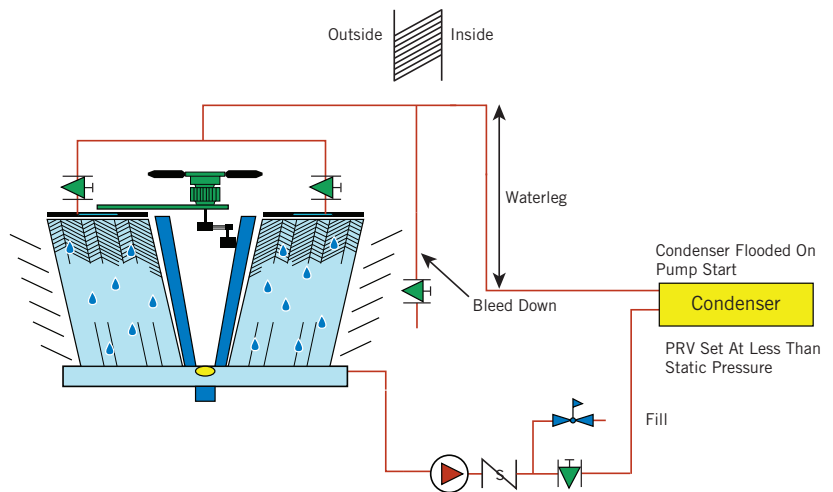 Outside
Inside
Waterleg
Condenser Flooded On
Pump Start
Bleed Down
Condenser
PRV Set At Less Than
Static Pressure
Fill
S